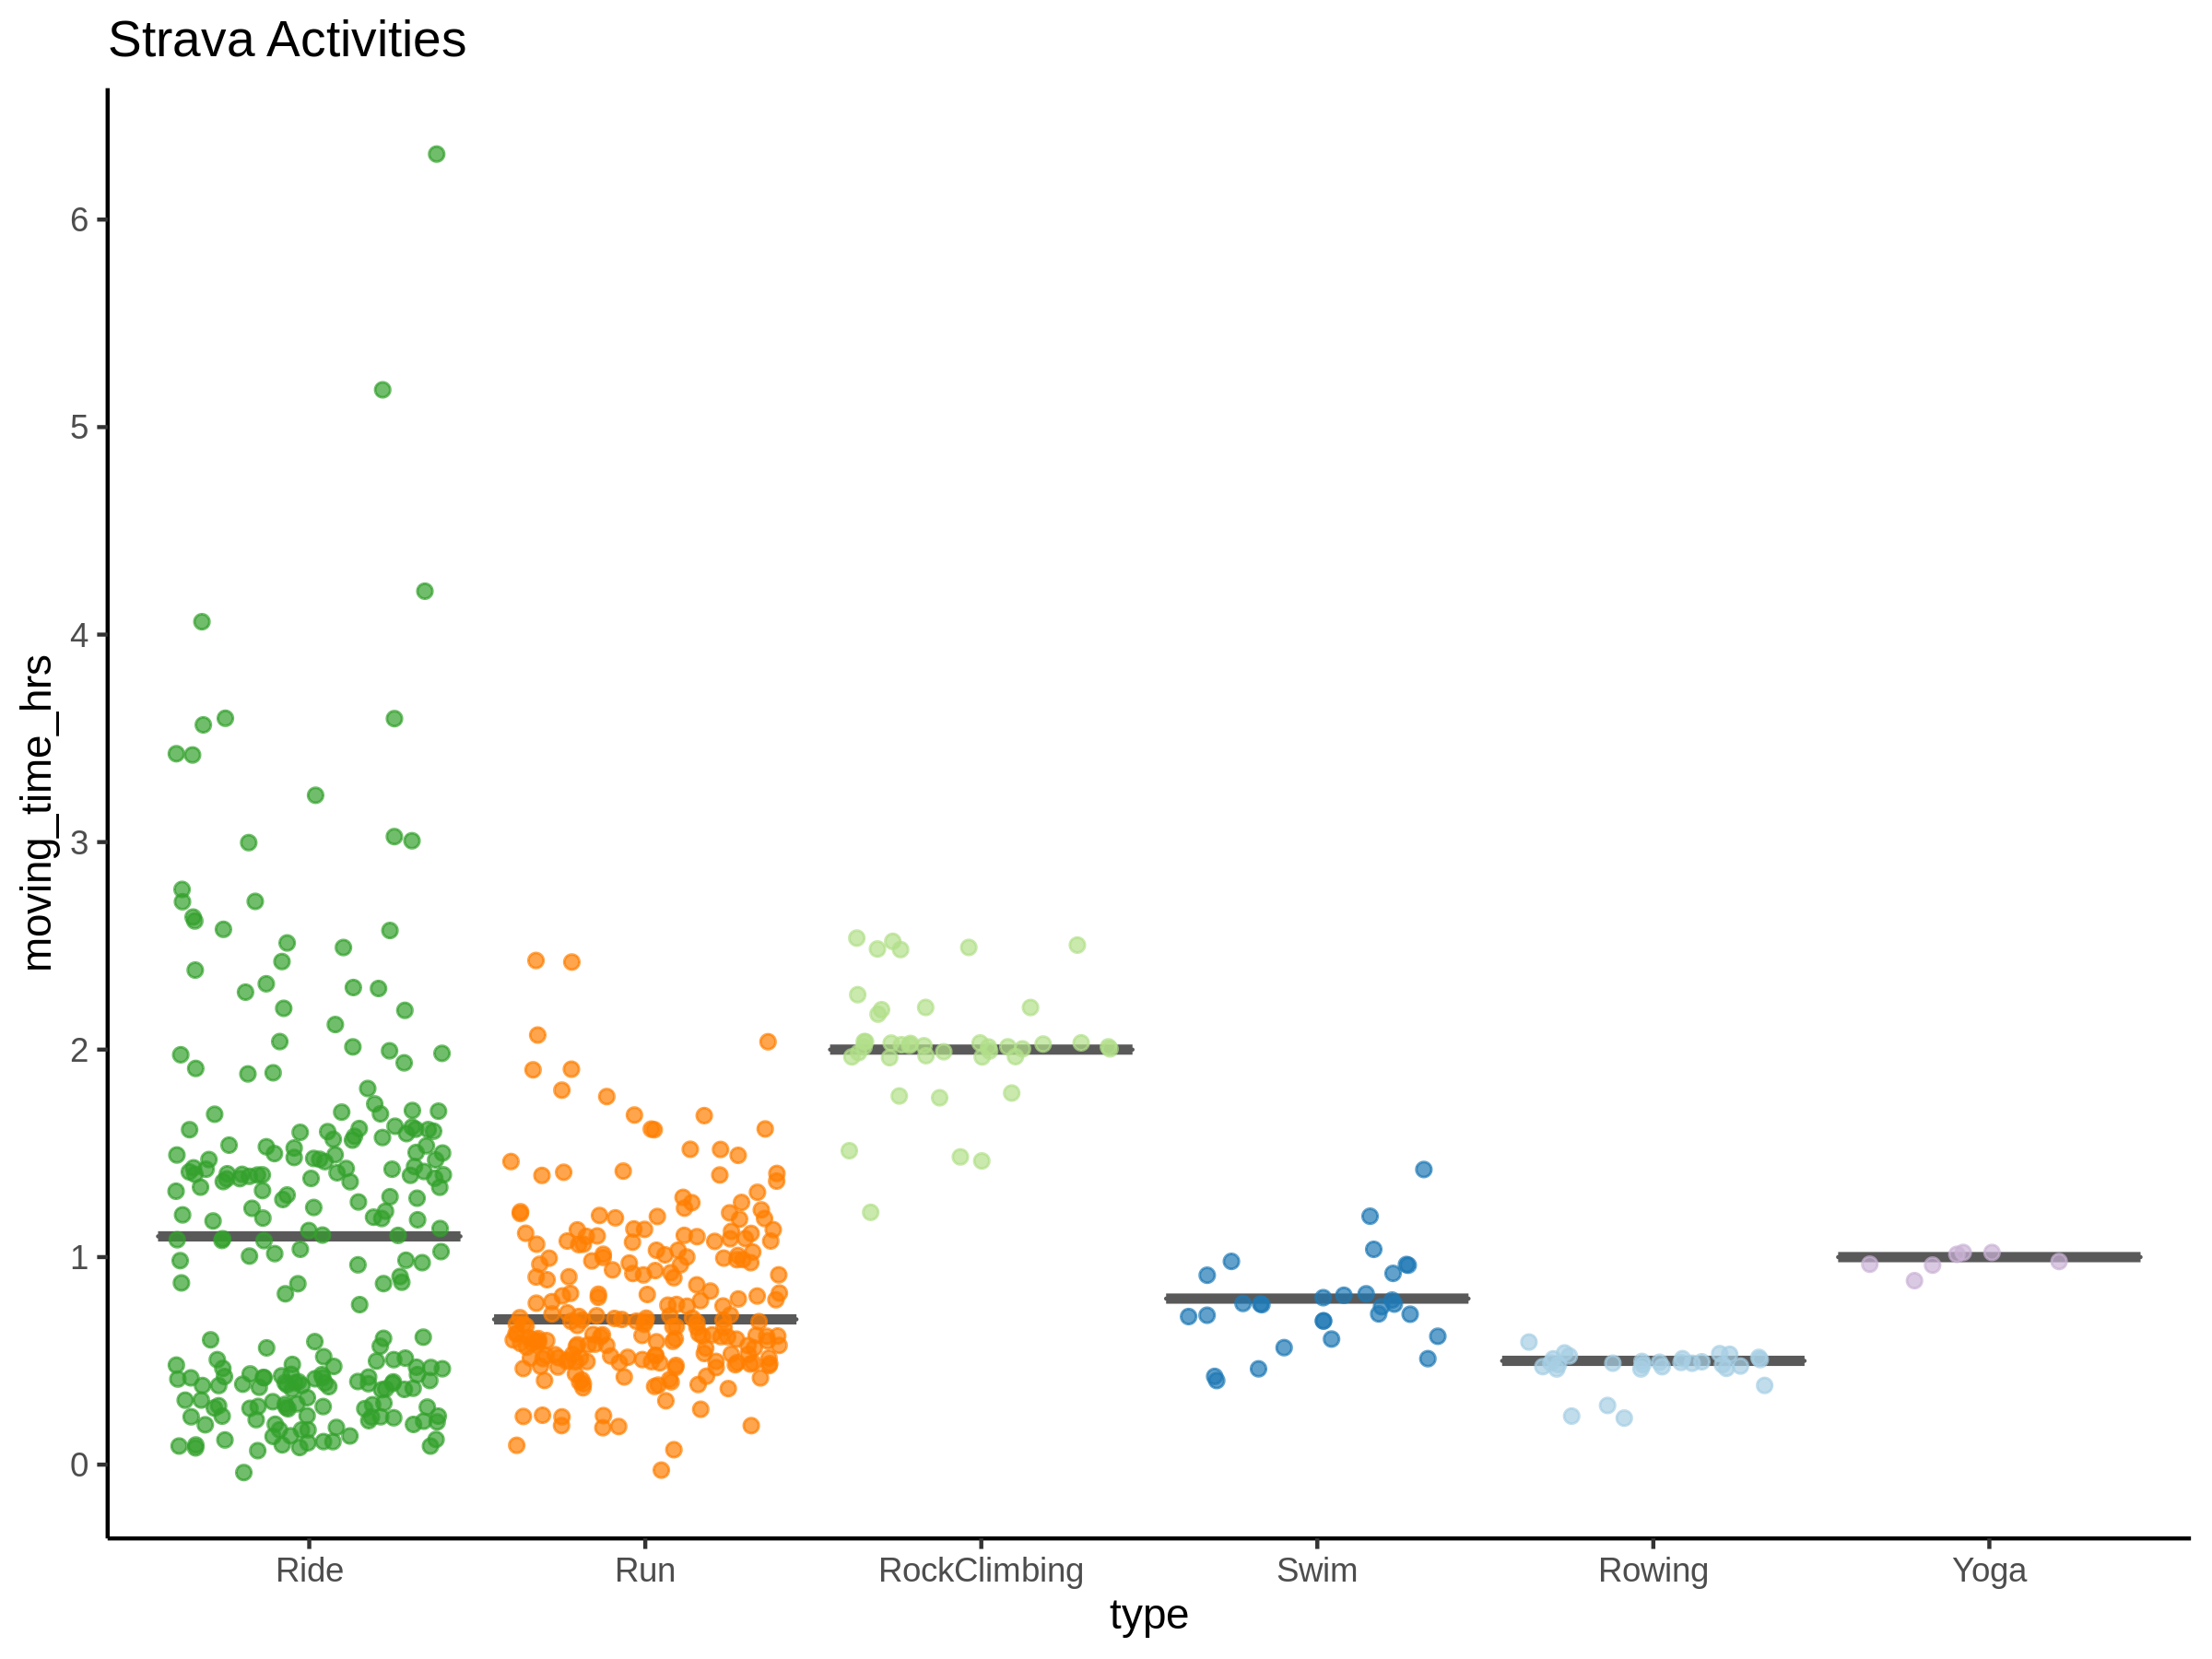 Strava Activities
moving_time_hrs
6
5
4
3
2
1
0
Ride Run RockClimbing Swim Rowing Yoga
type